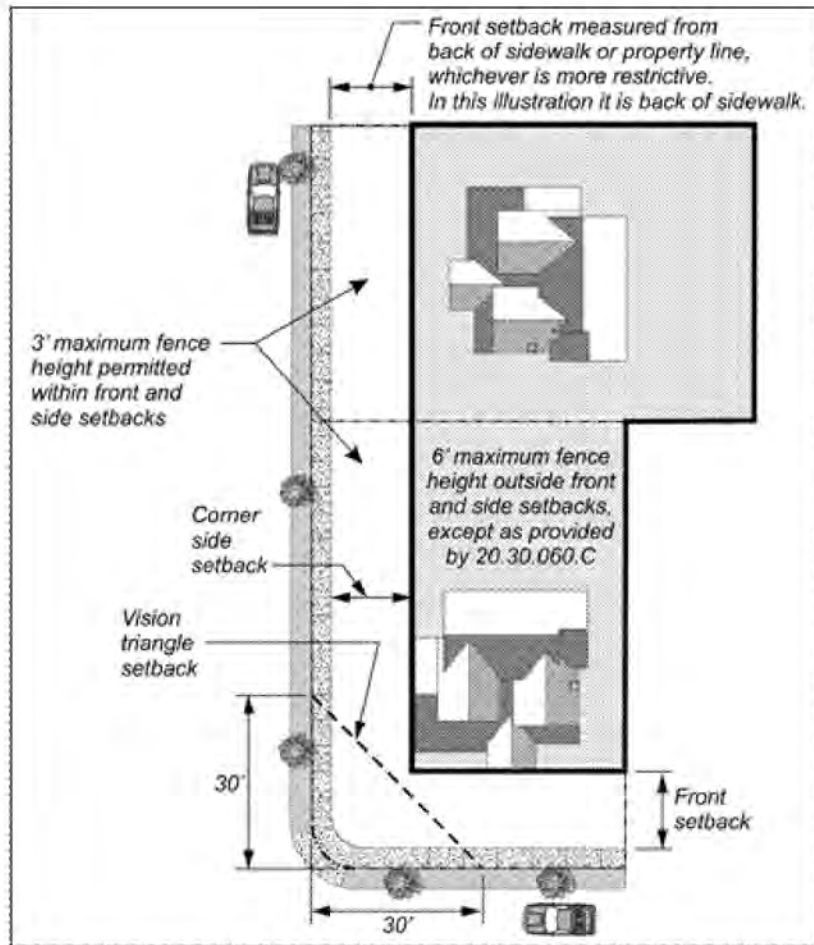 Front setback measured from
back of sidewalk or property line,
whichever is more restrictive.
In this illustration it is back of sidewalk.
3' maximum fence
height permitted
within front and
side setbacks
6' maximum fence
height outside front
and side setbacks,
except as provided
by 20.30.060.C
Corner
side
setback
Vision
triangle
setback
30'
Front
setback
30'